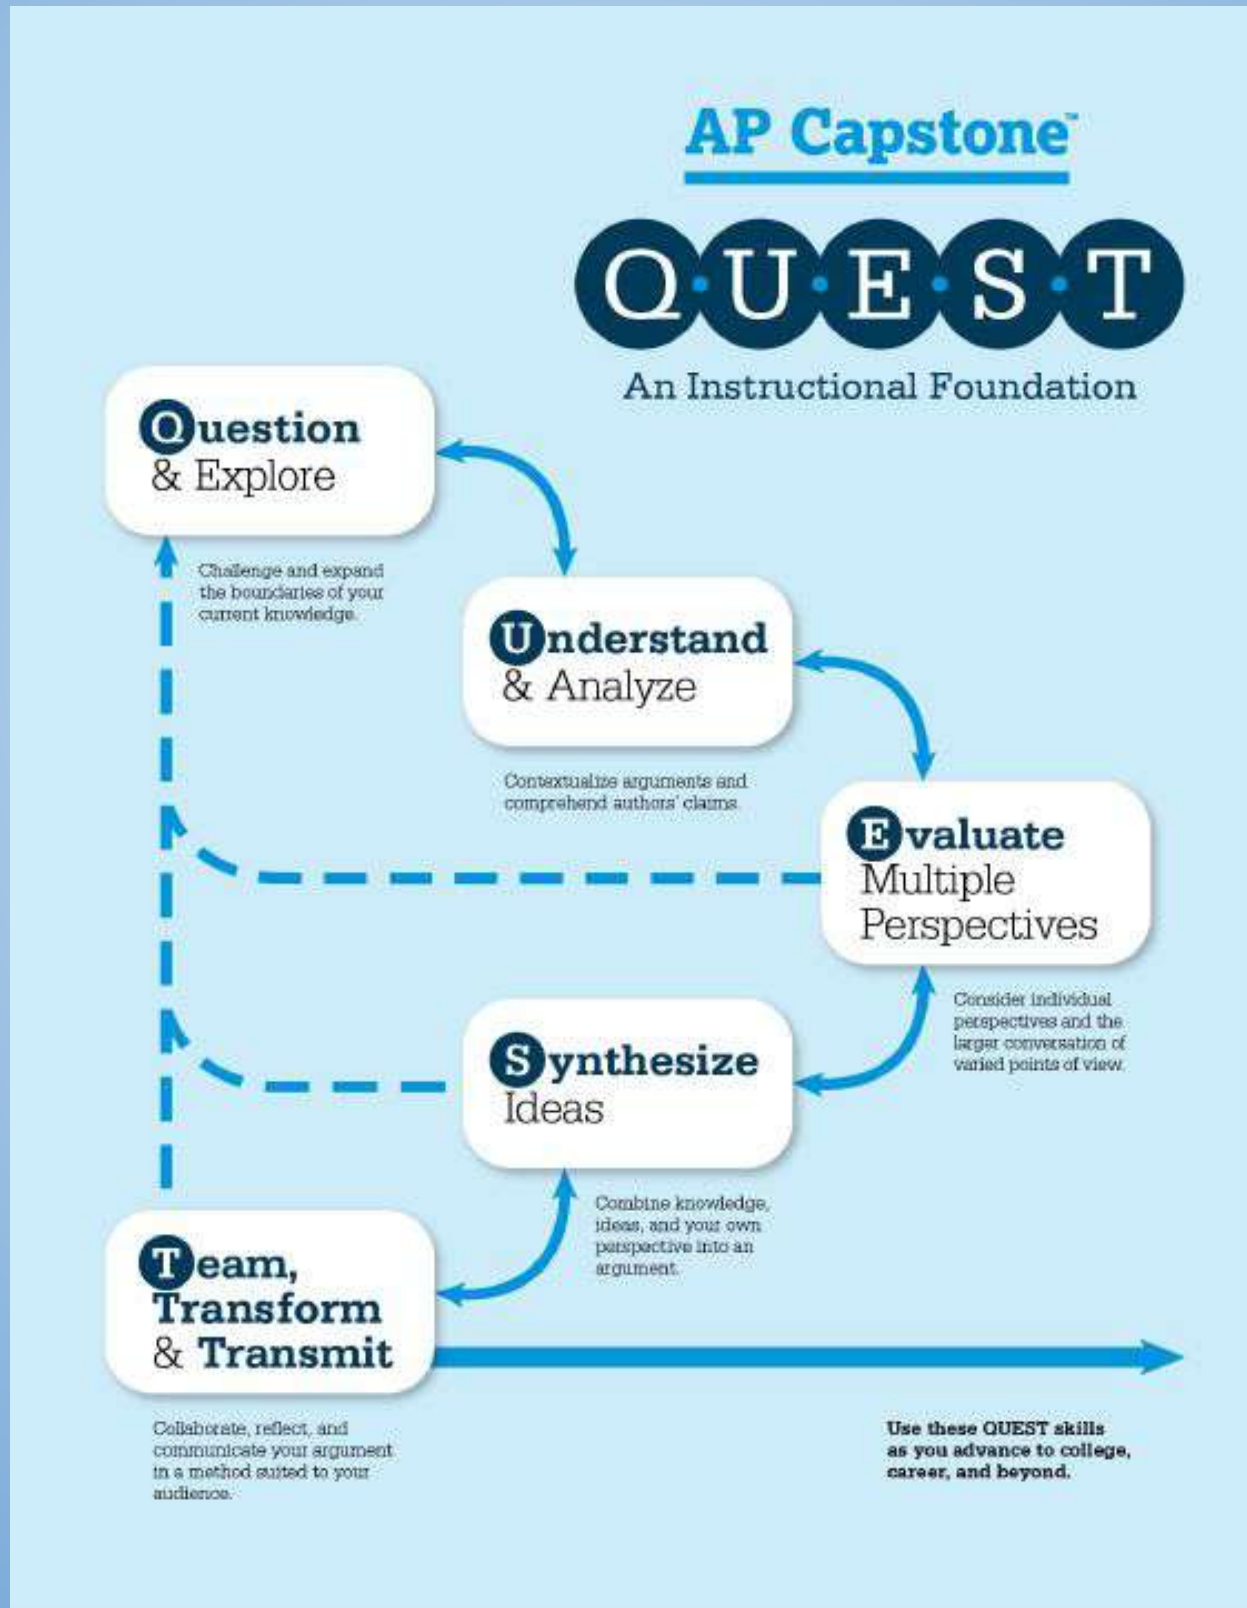 AP Capstone™
Q·U·E·S·T
An Instructional Foundation
Question
& Explore
Challenge and expand
the boundaries of your
current knowledge.
Understand
& Analyze
Contextualize arguments and
comprehend authors' claims.
Evaluate
Multiple
Perspectives
Consider individual
perspectives and the
larger conversation of
varied points of view.
Synthesize
Ideas
Combine knowledge,
ideas, and your own
perspective into an
argument.
Team,
Transform
& Transmit
Collaborate, reflect, and
communicate your argument
in a method suited to your
audience.
Use these QUEST skills
as you advance to college,
career, and beyond.